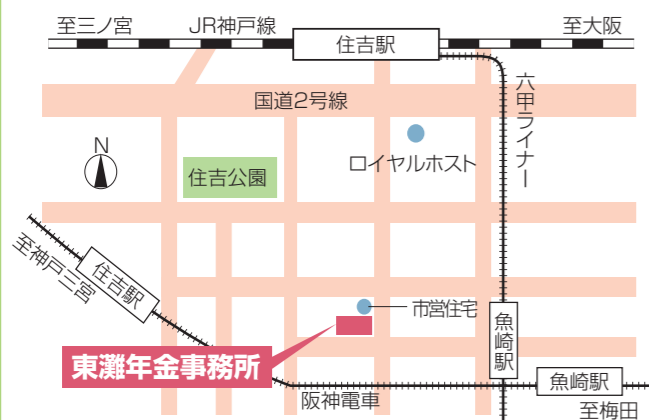 至三ノ宮
JR神戸線
住吉駅
至大阪
国道2号線
六甲ライナー
ロイヤルホスト
N
住吉公園
至神戸三宮
住吉駅
市営住宅
魚崎駅
東灘年金事務所
阪神電車
魚崎駅
至梅田